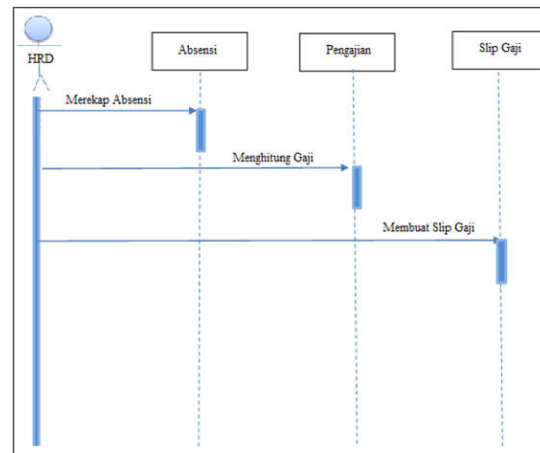 HRD
Absensi
Pengajian
Slip Gaji
Merekap Absensi
Menghitung Gaji
Membuat Slip Gaji